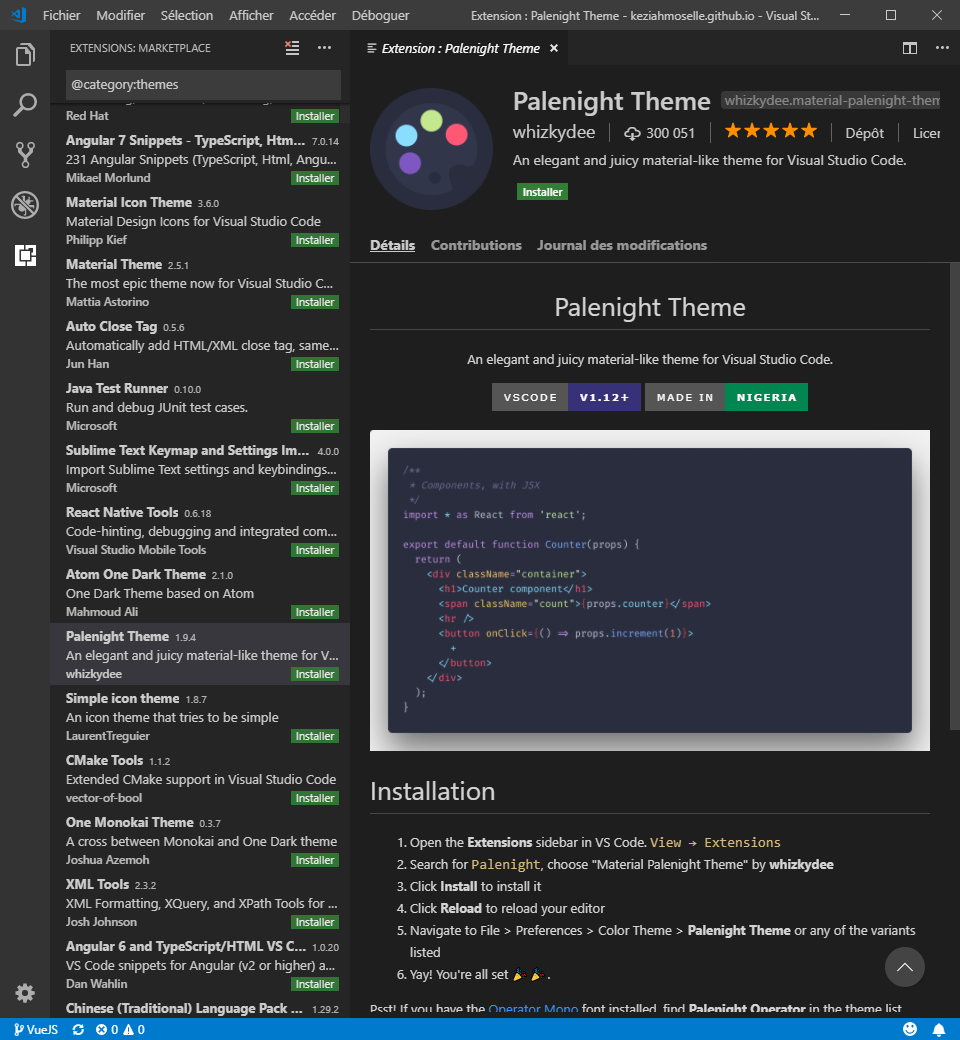 Fichier Modifier Sélection Afficher Accéder Déboguer Extension : Palenight Theme - keziahmoselle.github.io - Visual St...
EXTENSIONS: MARKETPLACE
@category:themes
Red Hat Installer
Angular 7 Snippets - TypeScript, Htm... 7.0.14
231 Angular Snippets (TypeScript, Html, Angu...
Mikael Morlund Installer
Material Icon Theme 3.6.0
Material Design Icons for Visual Studio Code
Philipp Kief Installer
Material Theme 2.5.1
The most epic theme now for Visual Studio C...
Mattia Astorino Installer
Auto Close Tag 0.5.6
Automatically add HTML/XML close tag, same...
Jun Han Installer
Java Test Runner 0.10.0
Run and debug JUnit test cases.
Microsoft Installer
Sublime Text Keymap and Settings Im... 4.0.0
Import Sublime Text settings and keybindings...
Microsoft Installer
React Native Tools 0.6.18
Code-hinting, debugging and integrated com...
Visual Studio Mobile Tools Installer
Atom One Dark Theme 2.1.0
One Dark Theme based on Atom
Mahmoud Ali Installer
Palenight Theme 1.9.4
An elegant and juicy material-like theme for V...
whizkydee Installer
Simple icon theme 1.8.7
An icon theme that tries to be simple
LaurentTreguier Installer
CMake Tools 1.1.2
Extended CMake support in Visual Studio Code
vector-of-bool Installer
One Monokai Theme 0.3.7
A cross between Monokai and One Dark theme
Joshua Azemoh Installer
XML Tools 2.3.2
XML Formatting, XQuery, and XPath Tools for ...
Josh Johnson Installer
Angular 6 and TypeScript/HTML VS C... 1.0.20
VS Code snippets for Angular (v2 or higher) a...
Dan Wahlin Installer
Chinese (Traditional) Language Pack ... 1.29.2
Extension : Palenight Theme
Palenight Theme whizkydee.material-palenight-them
whizkydee 300 051 Dépôt Licen
An elegant and juicy material-like theme for Visual Studio Code.
Installer
Détails Contributions Journal des modifications
Palenight Theme
An elegant and juicy material-like theme for Visual Studio Code.
VSCODE V1.12+ MADE IN NIGERIA
/**
* Components, with JSX
*/
import * as React from 'react';
export default function Counter(props) {
return (
<div className="container">
<h1>Counter component</h1>
<span className="count">{props.counter}</span>
<hr />
<button onClick={() => props.increment(1)}>
+
</button>
</div>
);
}
Installation
1. Open the Extensions sidebar in VS Code. View → Extensions
2. Search for Palenight, choose "Material Palenight Theme" by whizkydee
3. Click Install to install it
4. Click Reload to reload your editor
5. Navigate to File > Preferences > Color Theme > Palenight Theme or any of the variants
listed
6. Yay! You're all set 🎉 🎉 .
Psst! If you have the Operator Mono font installed, find Palenight Operator in the theme list
VueJS 0 0